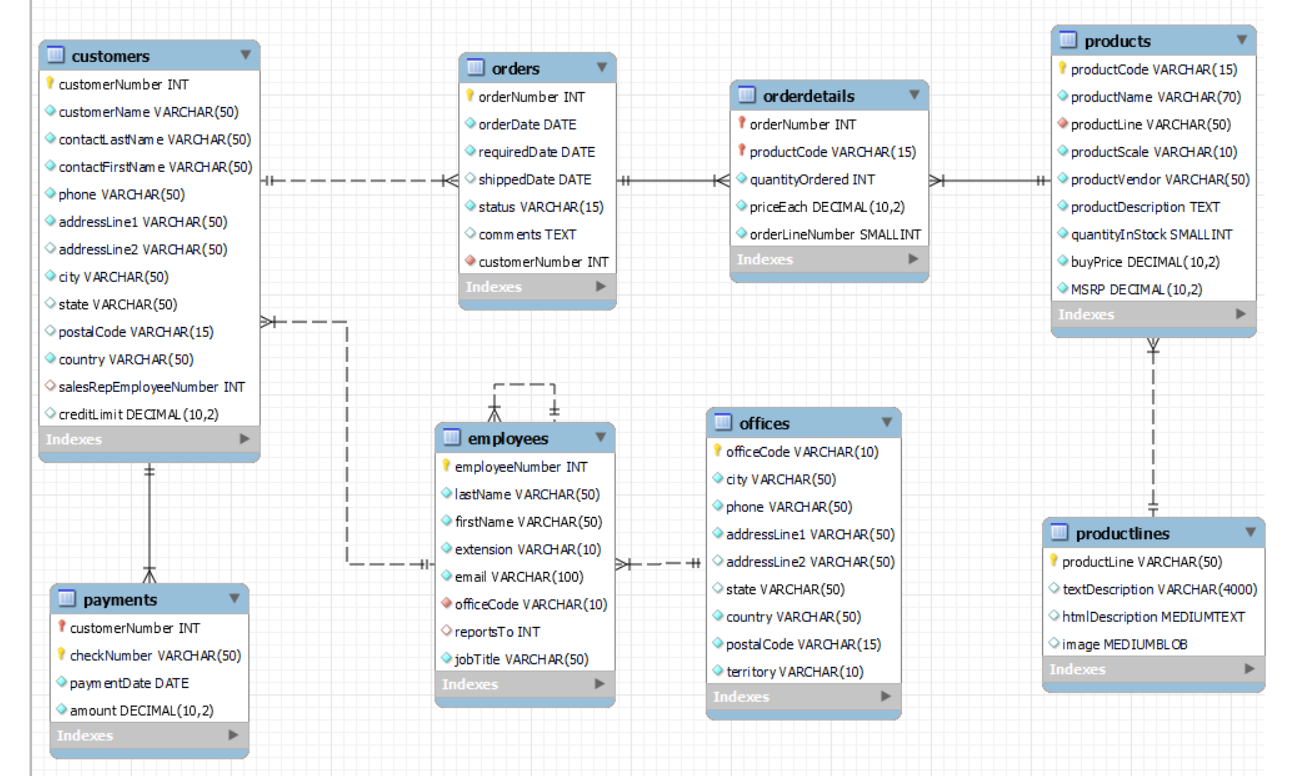 customers
customerNumber INT
customerName VARCHAR(50)
contactLastName VARCHAR(50)
contactFirstName VARCHAR(50)
phone VARCHAR(50)
addressLine1 VARCHAR(50)
addressLine2 VARCHAR(50)
city VARCHAR(50)
state VARCHAR(50)
postalCode VARCHAR(15)
country VARCHAR(50)
salesRepEmployeeNumber INT
creditLimit DECIMAL(10,2)
Indexes
orders
orderNumber INT
orderDate DATE
requiredDate DATE
shippedDate DATE
status VARCHAR(15)
comments TEXT
customerNumber INT
Indexes
orderdetails
orderNumber INT
productCode VARCHAR(15)
quantityOrdered INT
priceEach DECIMAL(10,2)
orderLineNumber SMALLINT
Indexes
products
productCode VARCHAR(15)
productName VARCHAR(70)
productLine VARCHAR(50)
productScale VARCHAR(10)
productVendor VARCHAR(50)
productDescription TEXT
quantityInStock SMALLINT
buyPrice DECIMAL(10,2)
MSRP DECIMAL(10,2)
Indexes
payments
customerNumber INT
checkNumber VARCHAR(50)
paymentDate DATE
amount DECIMAL(10,2)
Indexes
employees
employeeNumber INT
lastName VARCHAR(50)
firstName VARCHAR(50)
extension VARCHAR(10)
email VARCHAR(100)
officeCode VARCHAR(10)
reportsTo INT
jobTitle VARCHAR(50)
Indexes
offices
officeCode VARCHAR(10)
city VARCHAR(50)
phone VARCHAR(50)
addressLine1 VARCHAR(50)
addressLine2 VARCHAR(50)
state VARCHAR(50)
country VARCHAR(50)
postalCode VARCHAR(15)
territory VARCHAR(10)
Indexes
productlines
productLine VARCHAR(50)
textDescription VARCHAR(4000)
htmlDescription MEDIUMTEXT
image MEDIUMBLOB
Indexes